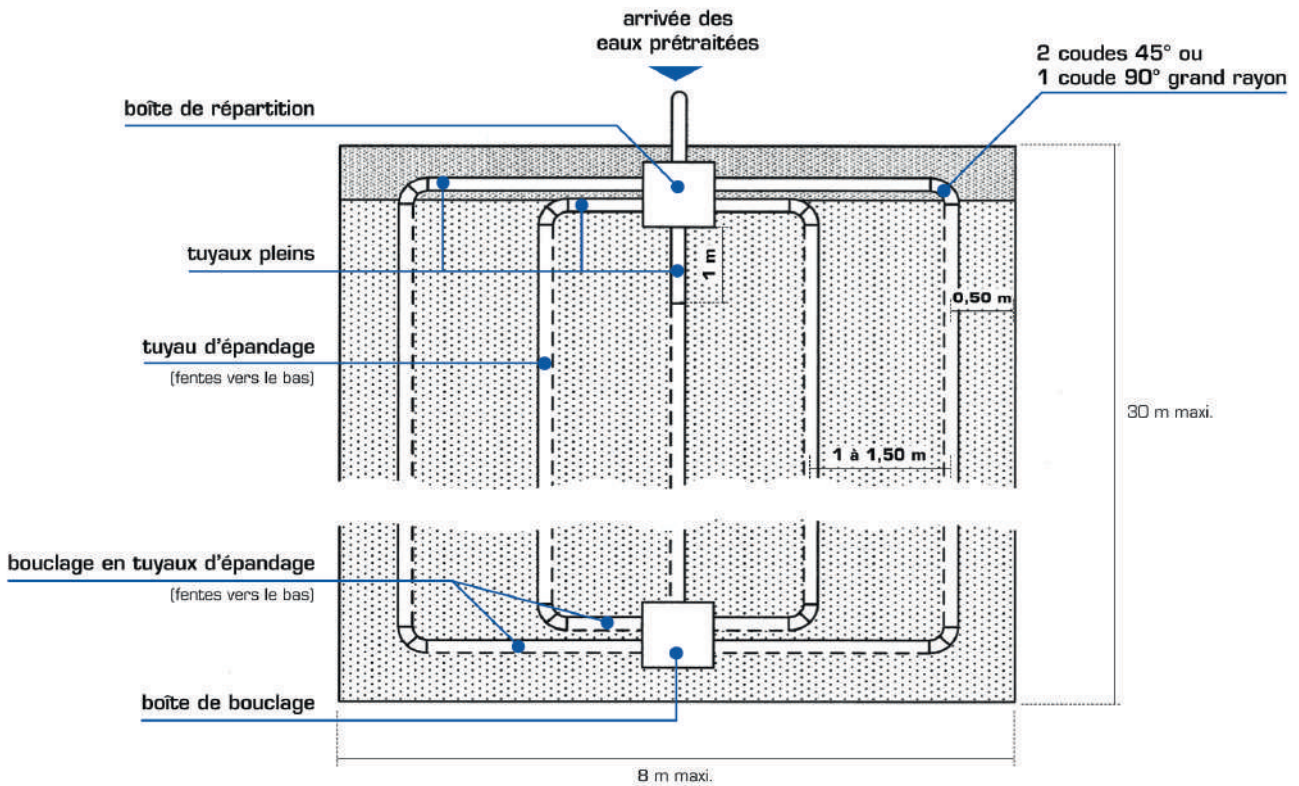 arrivée des
eaux prétraitées
2 coudes 45° ou
1 coude 90° grand rayon
boîte de répartition
tuyaux pleins
1 m
0,50 m
tuyau d'épandage
(fentes vers le bas)
30 m maxi.
1 à 1,50 m
bouclage en tuyaux d'épandage
(fentes vers le bas)
boîte de bouclage
8 m maxi.